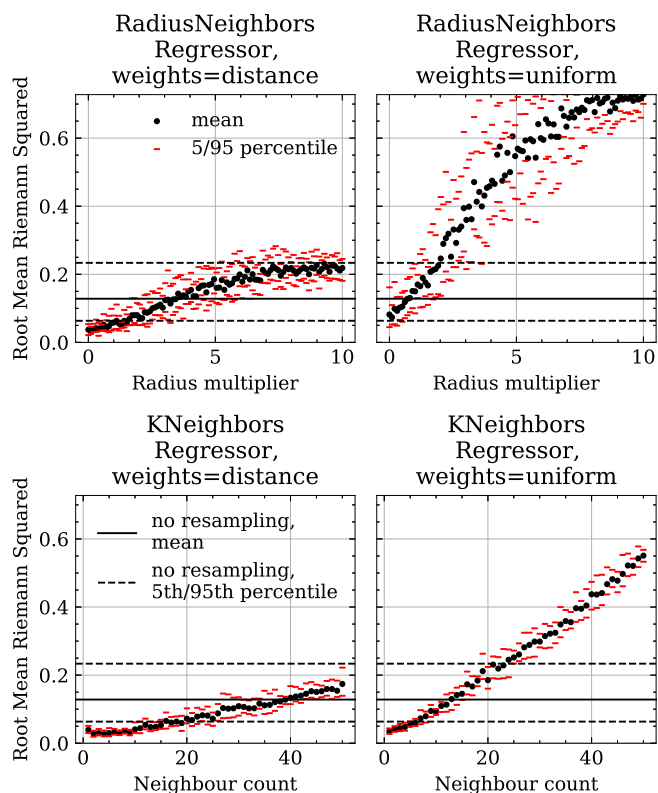 RadiusNeighbors
Regressor,
weights=distance
RadiusNeighbors
Regressor,
weights=uniform
Root Mean Riemann Squared
0.6
0.4
0.2
0.0
mean
5/95 percentile
0
5
10
Radius multiplier
0
5
10
Radius multiplier
KNeighbors
Regressor,
weights=distance
KNeighbors
Regressor,
weights=uniform
Root Mean Riemann Squared
0.6
0.4
0.2
0.0
no resampling,
mean
no resampling,
5th/95th percentile
0
20
40
Neighbour count
0
20
40
Neighbour count